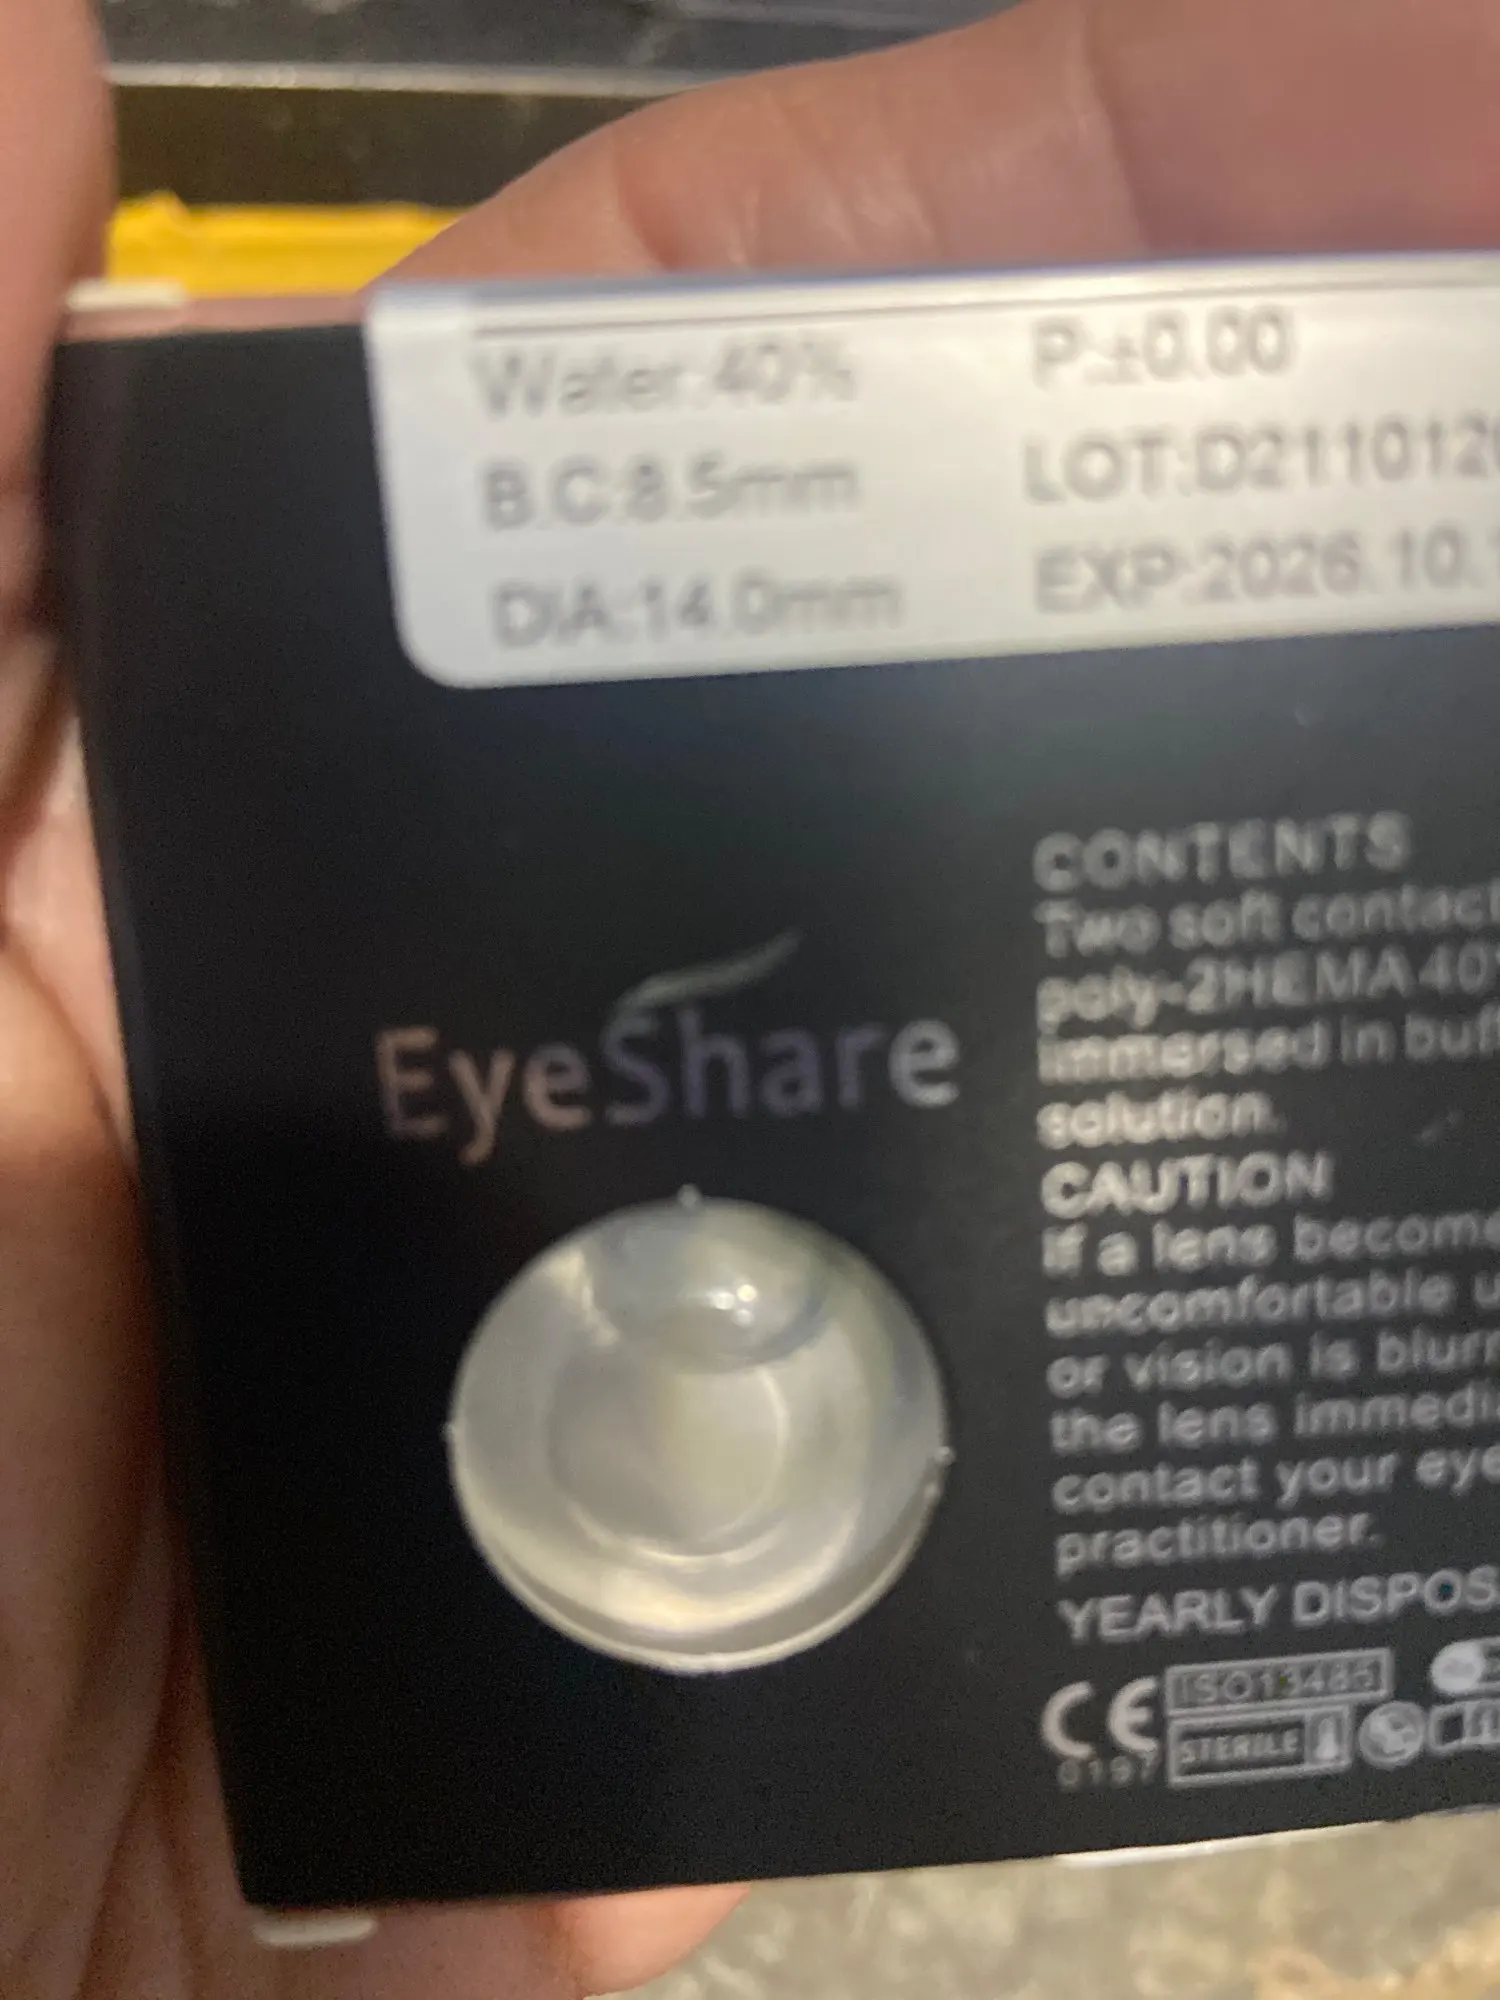 Water:40%
P:±0.00
B.C:8.5mm
LOT:D2110120
DIA:14.0mm
EXP:2026.10.
EyeShare
CONTENTS
Two soft contact
poly-2HEMA 40%
immersed in buff
solution.
CAUTION
If a lens become
uncomfortable u
or vision is blurr
the lens immedi
contact your eye
practitioner.
YEARLY DISPOS
CE
0197
ISO13485
STERILE